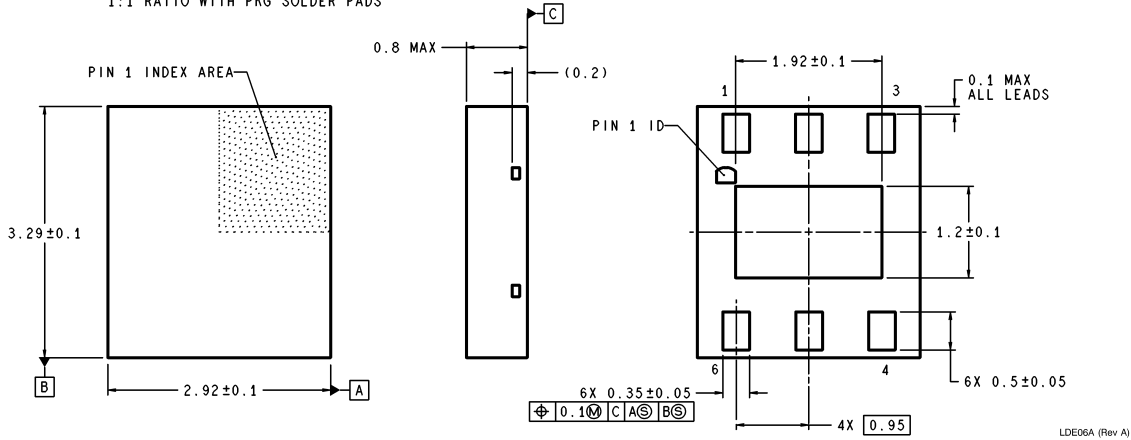 1:1 RATIO WITH PKG SOLDER PADS
C
0.8 MAX
(0.2)
PIN 1 INDEX AREA
1.92±0.1
0.1 MAX
ALL LEADS
1
3
PIN 1 ID
3.29±0.1
1.2±0.1
B
2.92±0.1
A
6
4
6X 0.35±0.05
6X 0.5±0.05
⌖ 0.1Ⓜ C AⓈ BⓈ
4X 0.95
LDE06A (Rev A)